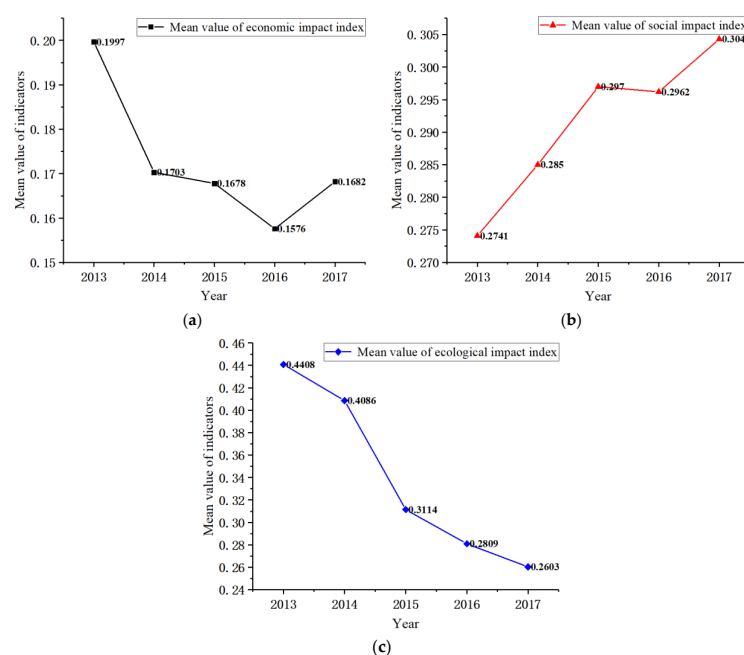 Mean value of economic impact index
0.20
0.19
0.18
0.17
0.16
0.15
Mean value of indicators
0.1997
0.1703
0.1678
0.1576
0.1682
2013 2014 2015 2016 2017
Year
(a)
Mean value of social impact index
0.305
0.300
0.295
0.290
0.285
0.280
0.275
0.270
Mean value of indicators
0.2741
0.285
0.297
0.2962
0.304
2013 2014 2015 2016 2017
Year
(b)
Mean value of ecological impact index
0.46
0.44
0.42
0.40
0.38
0.36
0.34
0.32
0.30
0.28
0.26
0.24
Mean value of indicators
0.4408
0.4086
0.3114
0.2809
0.2603
2013 2014 2015 2016 2017
Year
(c)